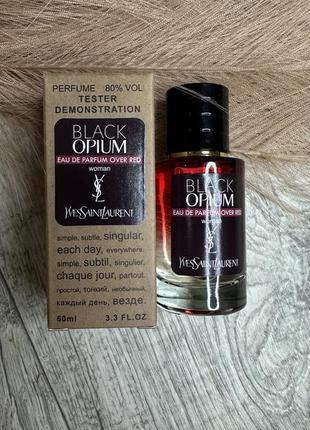 PERFUME 80% VOL
TESTER
DEMONSTRATION
BLACK
OPIUM
EAU DE PARFUM OVER RED
woman
YSL
YVESSAINTLAURENT
simple, subtle, singular,
each day, everywhere.
simple, subtil, singulier,
chaque jour, partout.
простой, тонкий, необычный,
каждый день, везде.
60ml 3.3 FL.OZ
BLACK
OPIUM
EAU DE PARFUM OVER RED
woman
YSL
YVESSAINTLAURENT